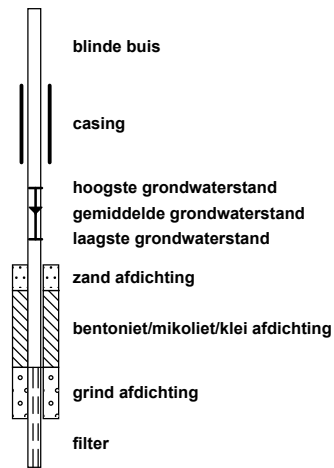 blinde buis
casing
hoogste grondwaterstand
gemiddelde grondwaterstand
laagste grondwaterstand
zand afdichting
bentoniet/mikoliet/klei afdichting
grind afdichting
filter